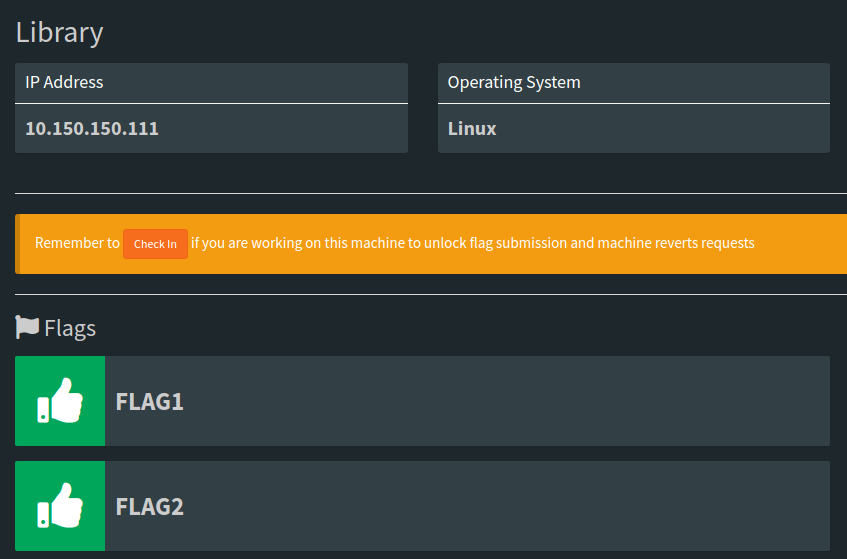 Library
IP Address
Operating System
10.150.150.111
Linux
Remember to Check In if you are working on this machine to unlock flag submission and machine reverts requests
Flags
FLAG1
FLAG2